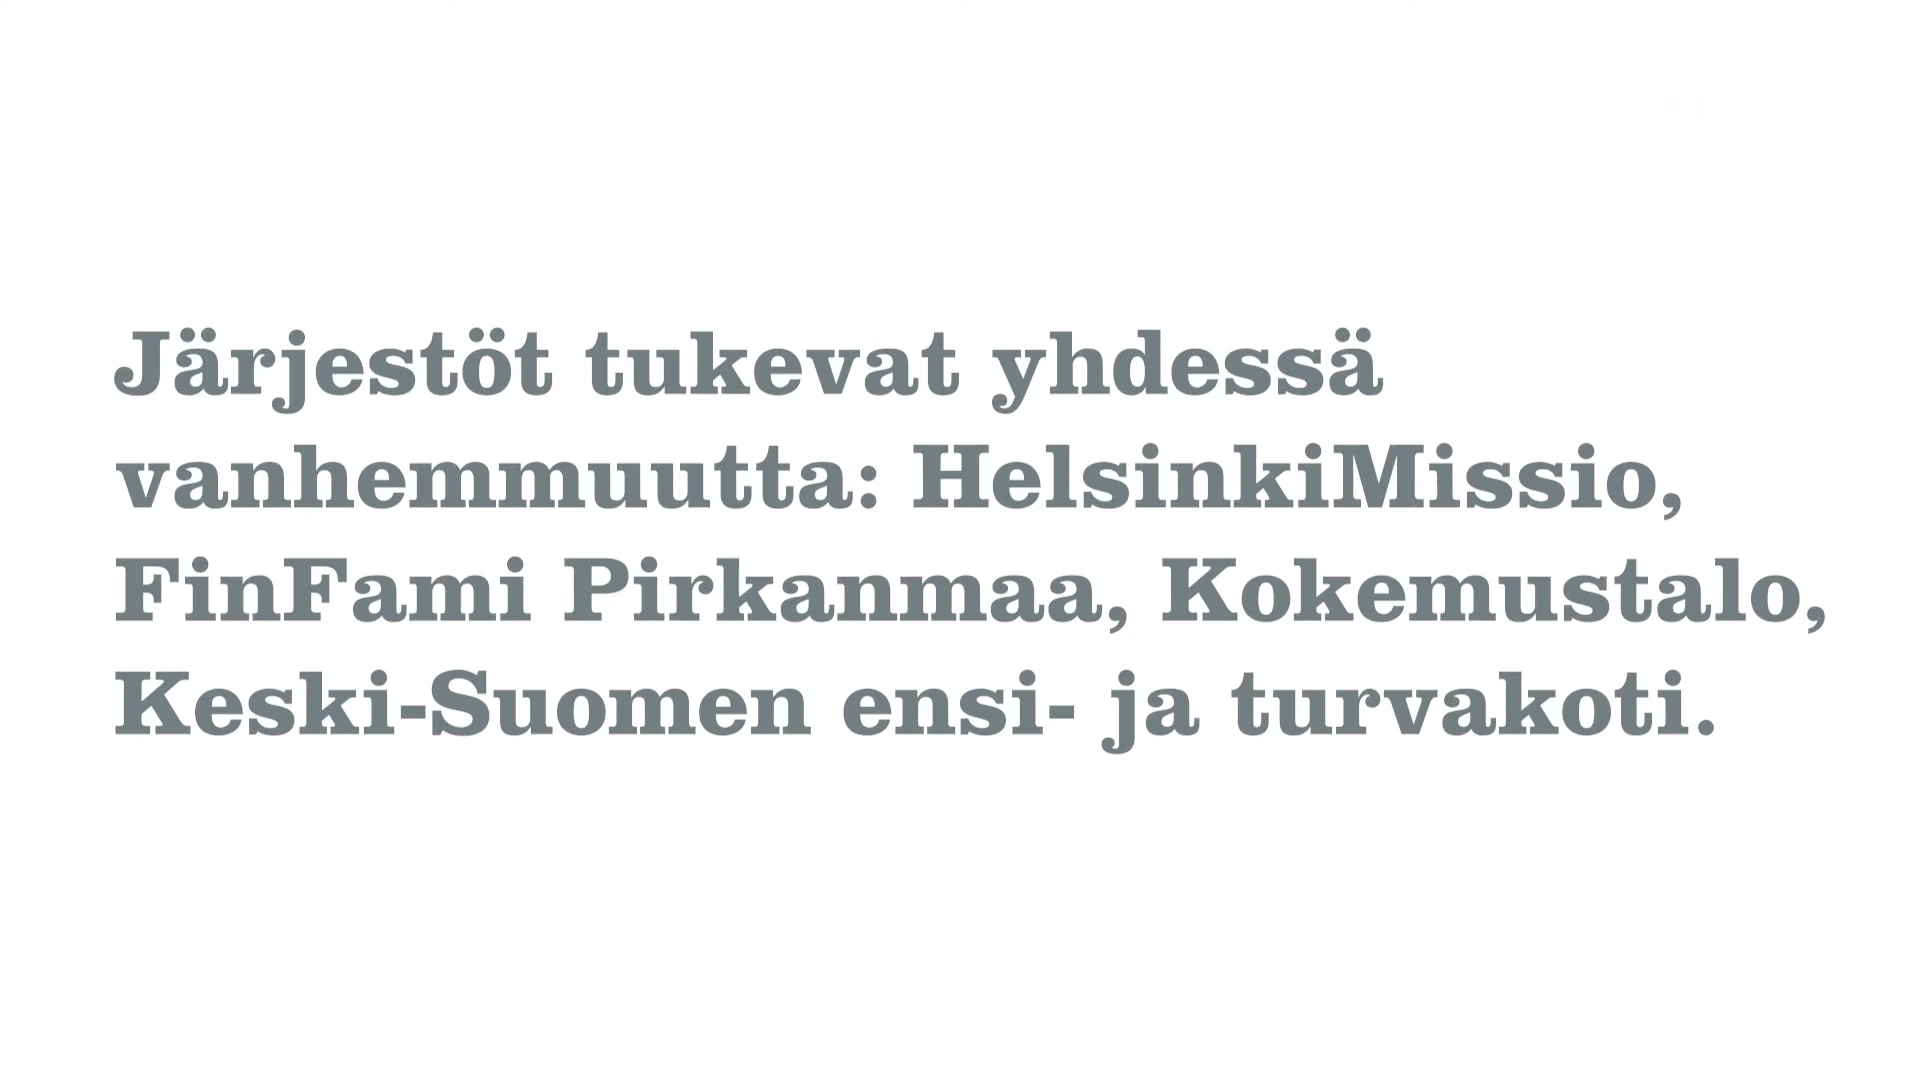 Järjestöt tukevat yhdessä
vanhemmuutta: HelsinkiMissio,
FinFami Pirkanmaa, Kokemustalo,
Keski-Suomen ensi- ja turvakoti.